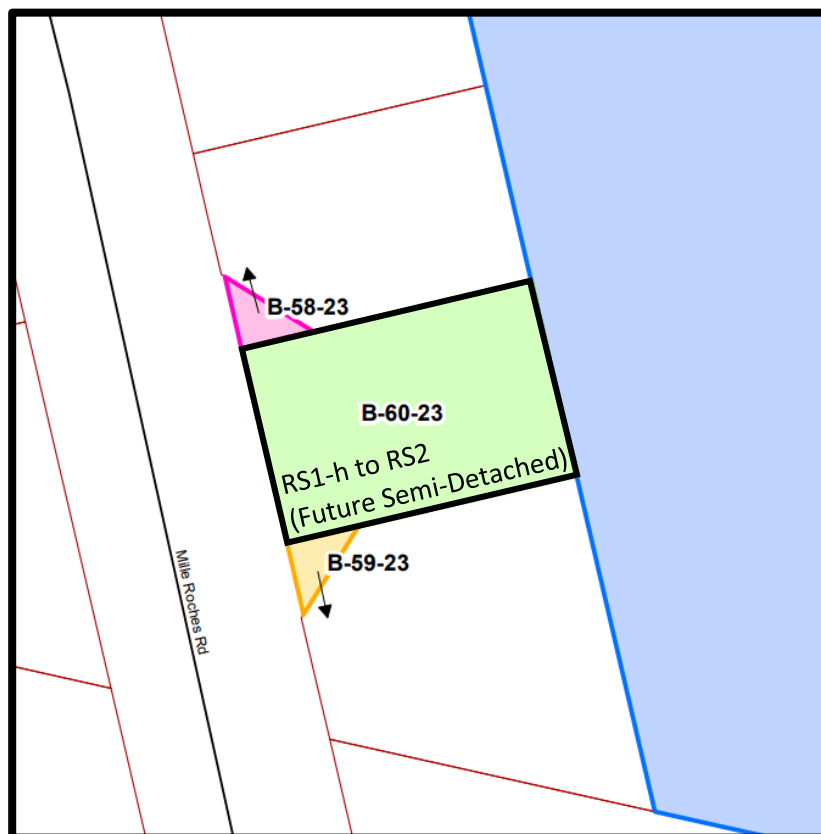 B-58-23
B-60-23
RS1-h to RS2
(Future Semi-Detached)
B-59-23
Mille Roches Rd